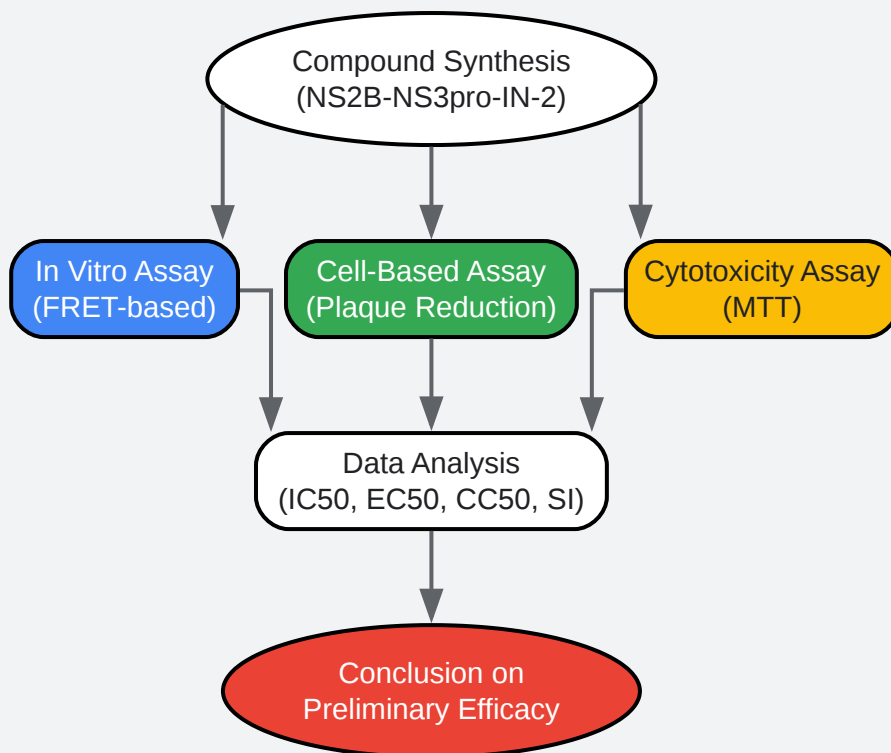 Compound Synthesis
(NS2B-NS3pro-IN-2)
In Vitro Assay
(FRET-based)
Cell-Based Assay
(Plaque Reduction)
Cytotoxicity Assay
(MTT)
Data Analysis
(IC50, EC50, CC50, SI)
Conclusion on
Preliminary Efficacy